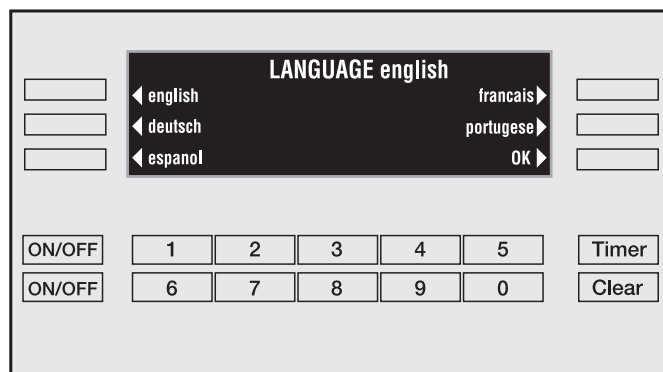 LANGUAGE english
english francais
deutsch portugese
espanol OK
ON/OFF 1 2 3 4 5 Timer
ON/OFF 6 7 8 9 0 Clear